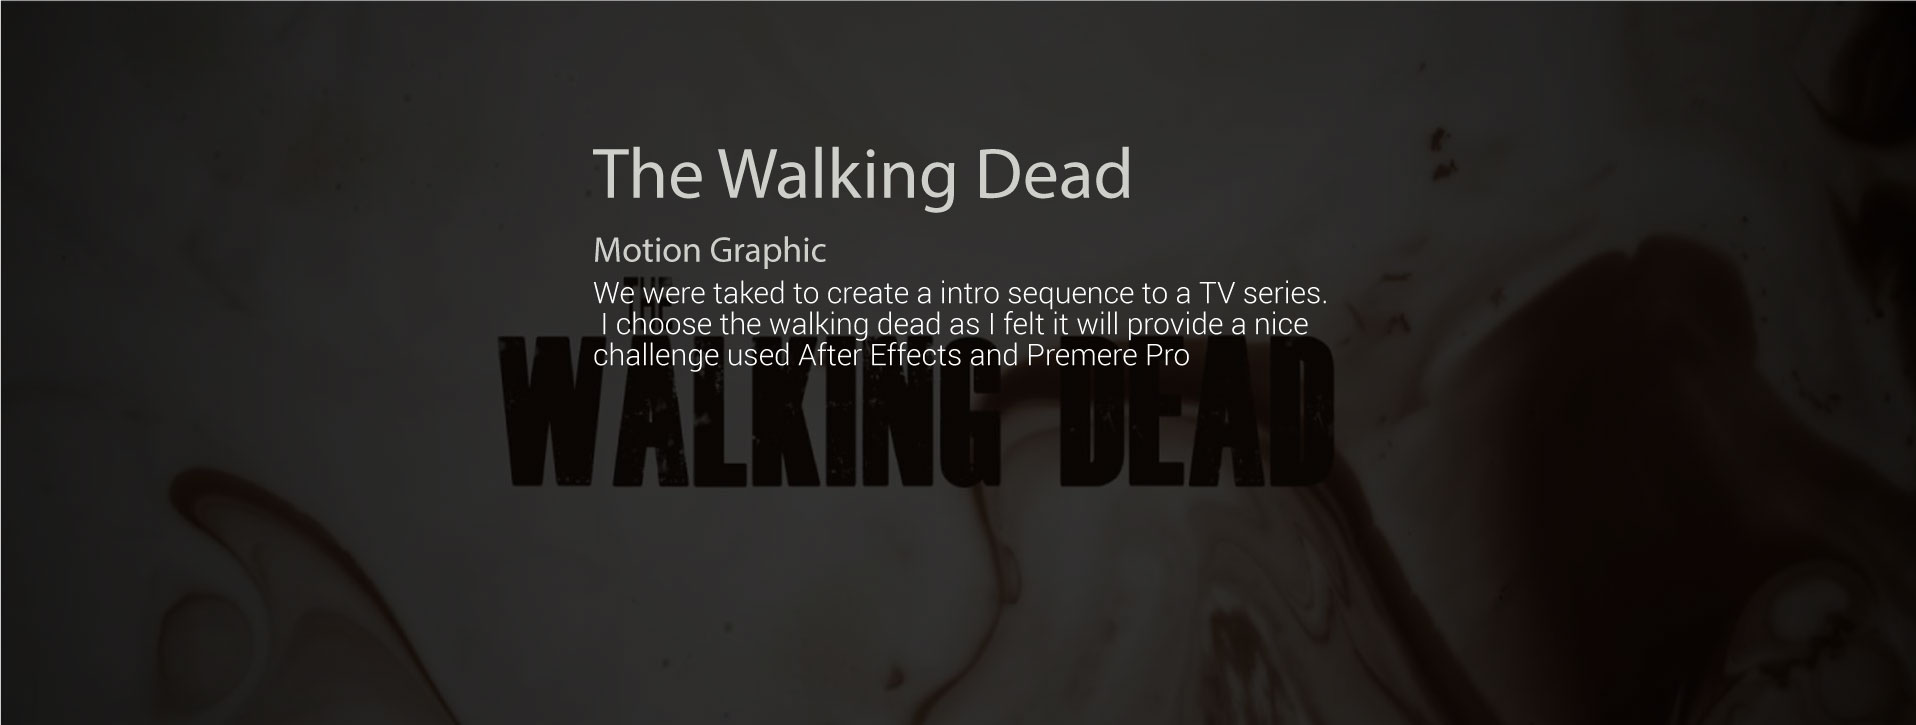 The Walking Dead
Motion Graphic
We were taked to create a intro sequence to a TV series.
I choose the walking dead as I felt it will provide a nice
challenge used After Effects and Premere Pro
THE
WALKING DEAD